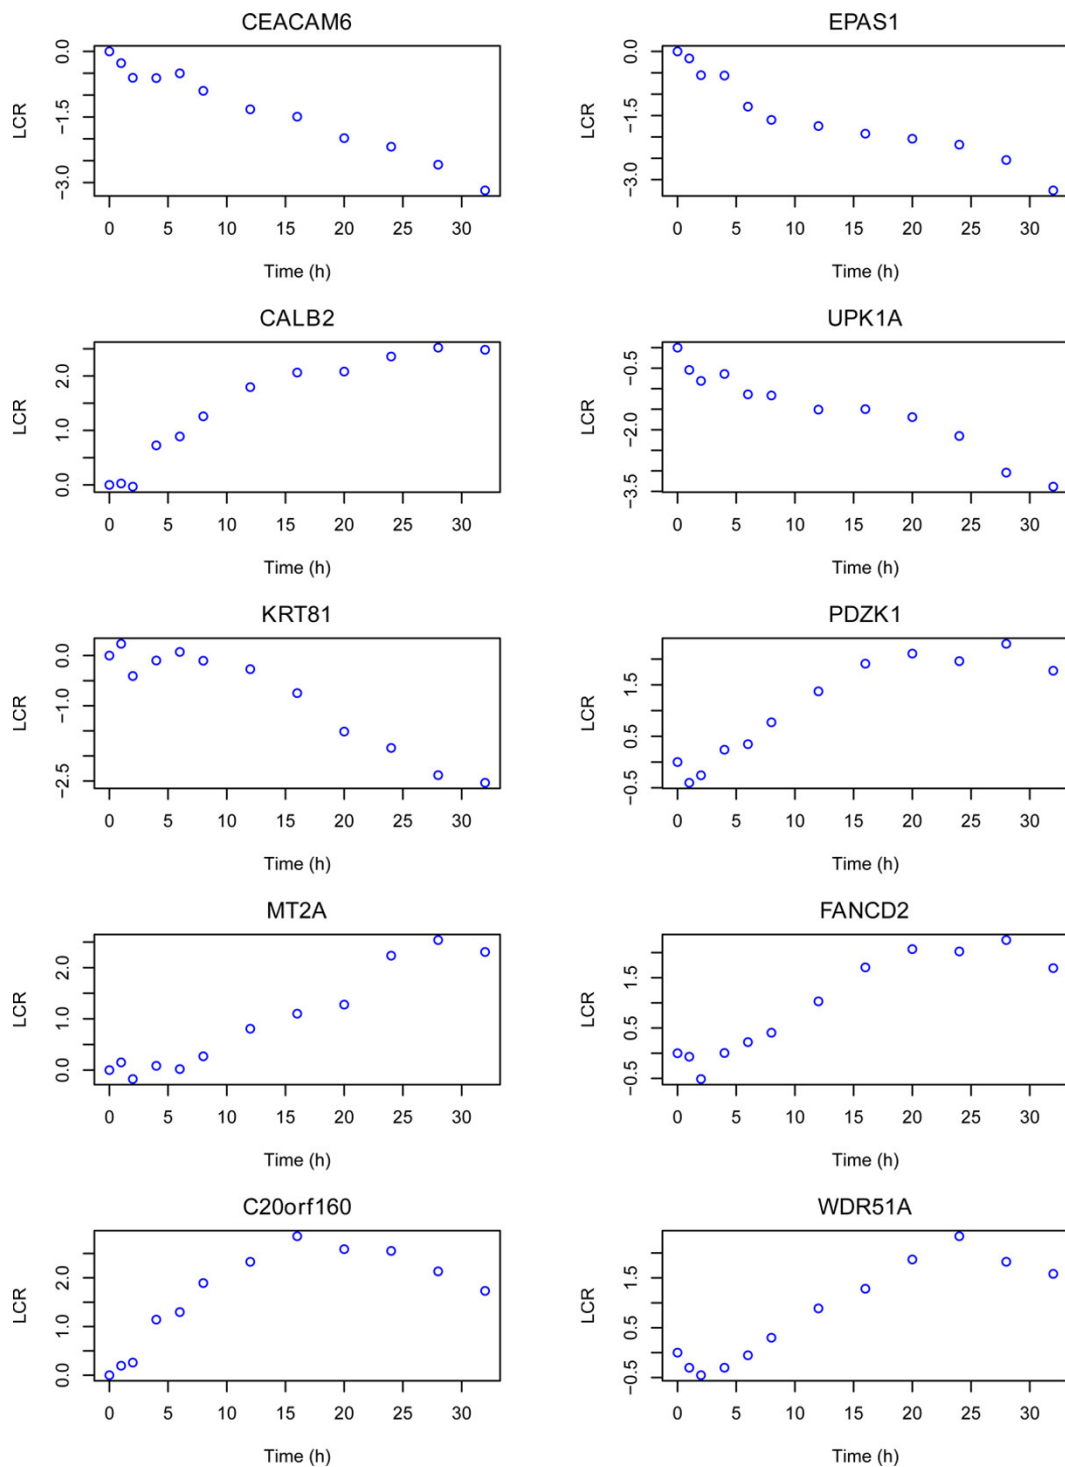 CEACAM6
LCR
0.0
−1.5
−3.0
0 5 10 15 20 25 30
Time (h)
EPAS1
LCR
0.0
−1.5
−3.0
0 5 10 15 20 25 30
Time (h)
CALB2
LCR
2.0
1.0
0.0
0 5 10 15 20 25 30
Time (h)
UPK1A
LCR
−0.5
−2.0
−3.5
0 5 10 15 20 25 30
Time (h)
KRT81
LCR
0.0
−1.0
−2.5
0 5 10 15 20 25 30
Time (h)
PDZK1
LCR
1.5
0.5
−0.5
0 5 10 15 20 25 30
Time (h)
MT2A
LCR
2.0
1.0
0.0
0 5 10 15 20 25 30
Time (h)
FANCD2
LCR
1.5
0.5
−0.5
0 5 10 15 20 25 30
Time (h)
C20orf160
LCR
2.0
1.0
0.0
0 5 10 15 20 25 30
Time (h)
WDR51A
LCR
1.5
0.5
−0.5
0 5 10 15 20 25 30
Time (h)